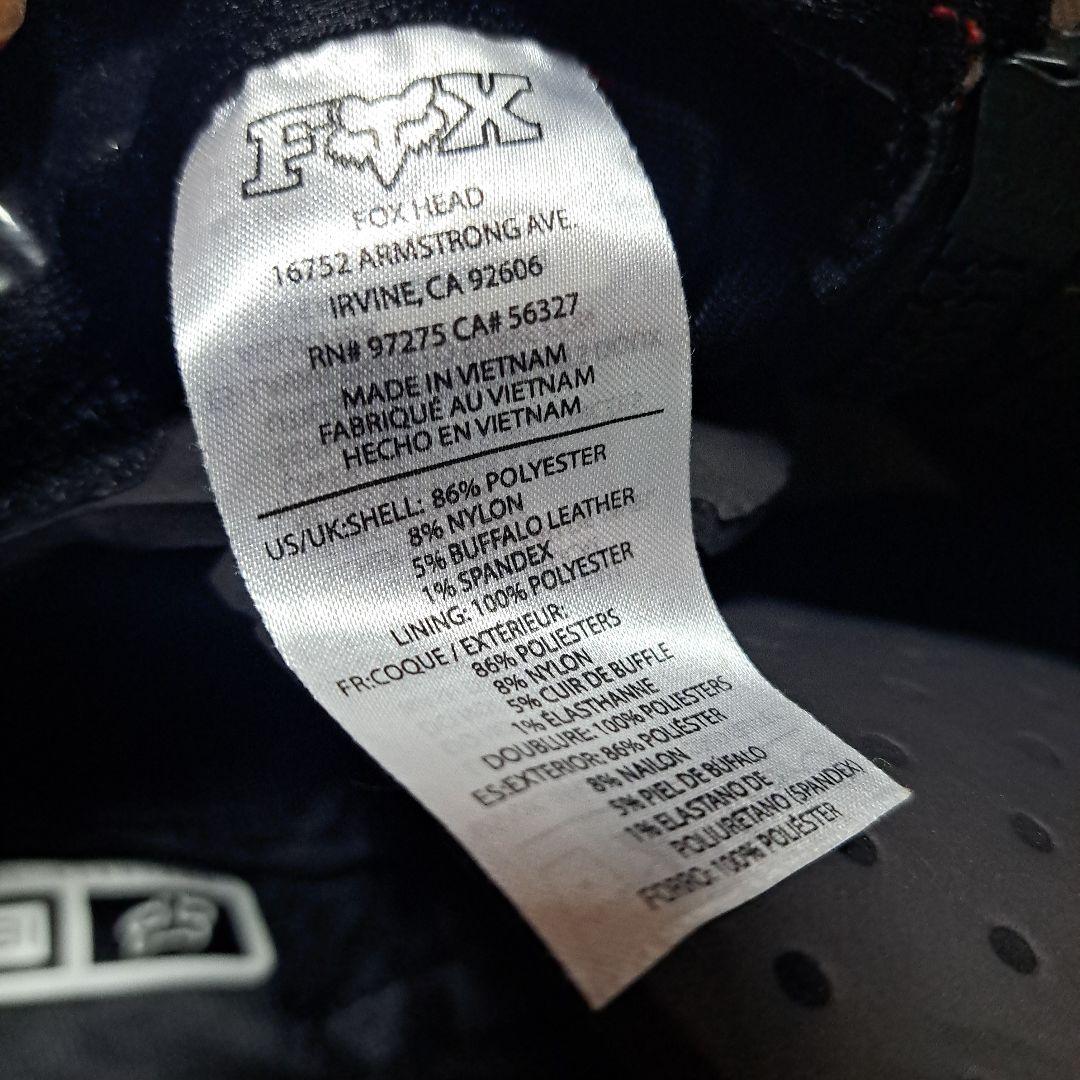 FOX
FOX HEAD
16752 ARMSTRONG AVE.
IRVINE, CA 92606
RN# 97275 CA# 56327
MADE IN VIETNAM
FABRIQUÉ AU VIETNAM
HECHO EN VIETNAM
US/UK:SHELL: 86% POLYESTER
8% NYLON
5% BUFFALO LEATHER
1% SPANDEX
LINING: 100% POLYESTER
FR:COQUE / EXTÉRIEUR:
86% POLIESTERS
8% NYLON
5% CUIR DE BUFFLE
1% ÉLASTHANNE
DOUBLURE: 100% POLIESTERS
ES:EXTERIOR: 86% POLIÉSTER
8% NAILON
5% PIEL DE BÚFALO
1% ELASTANO DE
POLIURETANO (SPANDEX)
FORRO: 100% POLIÉSTER